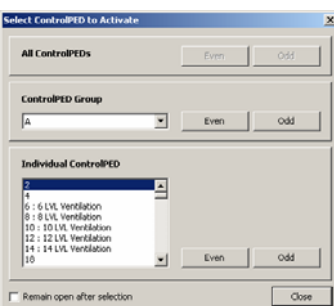 Select ControlPED to Activate
All ControlPEDs
Even Odd
ControlPED Group
A Even Odd
Individual ControlPED
2
4
6 : 6 LVL Ventilation
8 : 8 LVL Ventilation
10 : 10 LVL Ventilation
12 : 12 LVL Ventilation
14 : 14 LVL Ventilation
18
Even Odd
Remain open after selection Close